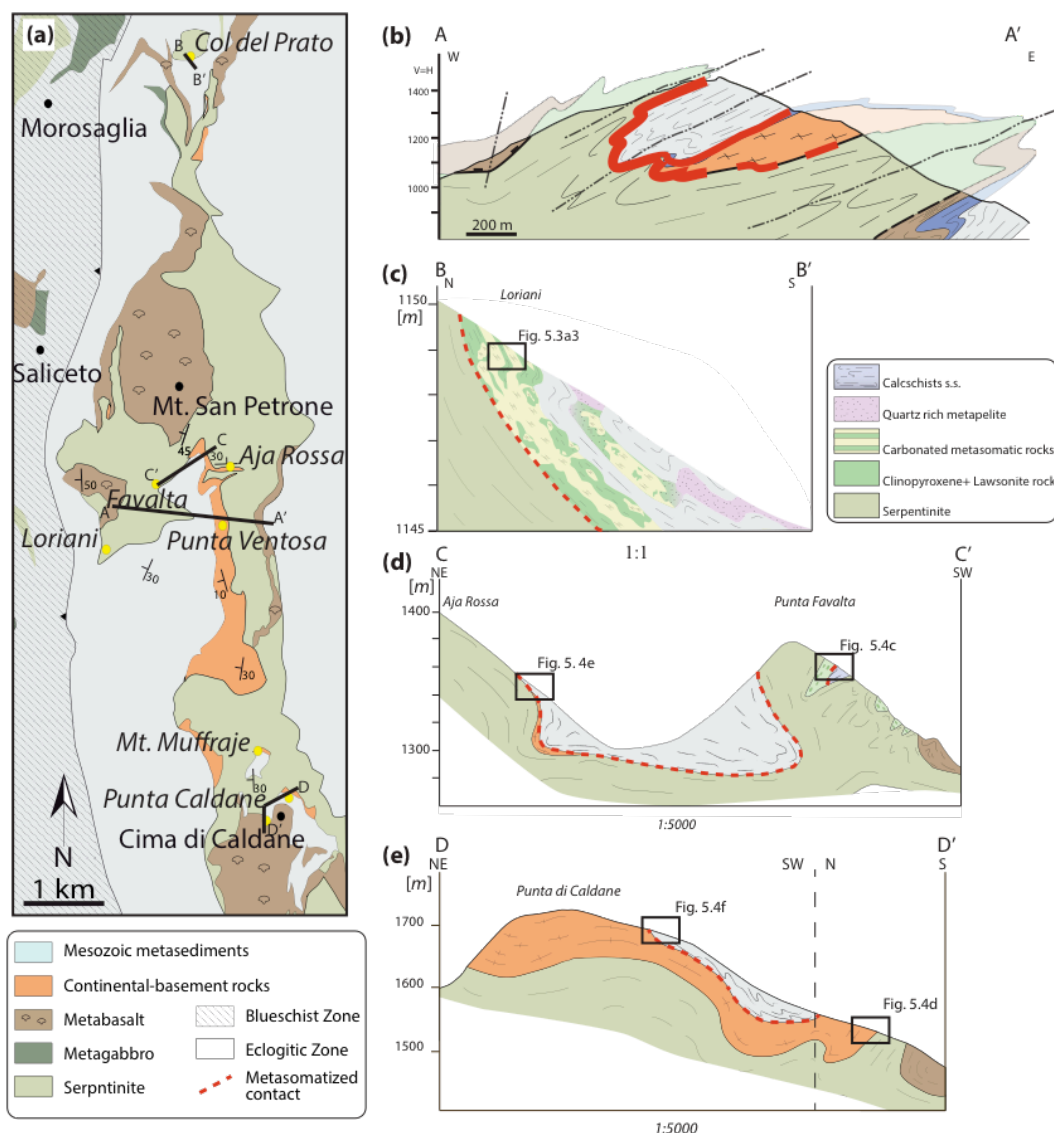 (a)
B
Col del Prato
B'
Morosaglia
Saliceto
Mt. San Petrone
45
C
30
Aja Rossa
C'
50
Favalta
A
A'
Loriani
Punta Ventosa
30
10
30
Mt. Muffraje
30
D
Punta Caldane
D'
Cima di Caldane
N
1 km
Mesozoic metasediments
Continental-basement rocks
Metabasalt
Metagabbro
Serpntinite
Blueschist Zone
Eclogitic Zone
Metasomatized
contact
(b)
A
W
A'
E
V=H
1400
1200
1000
200 m
(c)
B
N
B'
S
Loriani
1150
[m]
Fig. 5.3a3
1145
1:1
Calcschists s.s.
Quartz rich metapelite
Carbonated metasomatic rocks
Clinopyroxene+ Lawsonite rock
Serpentinite
(d)
C
NE
C'
SW
[m]
Aja Rossa
Punta Favalta
1400
Fig. 5. 4e
Fig. 5.4c
1300
1:5000
(e)
D
NE
SW
N
D'
S
[m]
Punta di Caldane
1700
Fig. 5.4f
1600
Fig. 5.4d
1500
1:5000